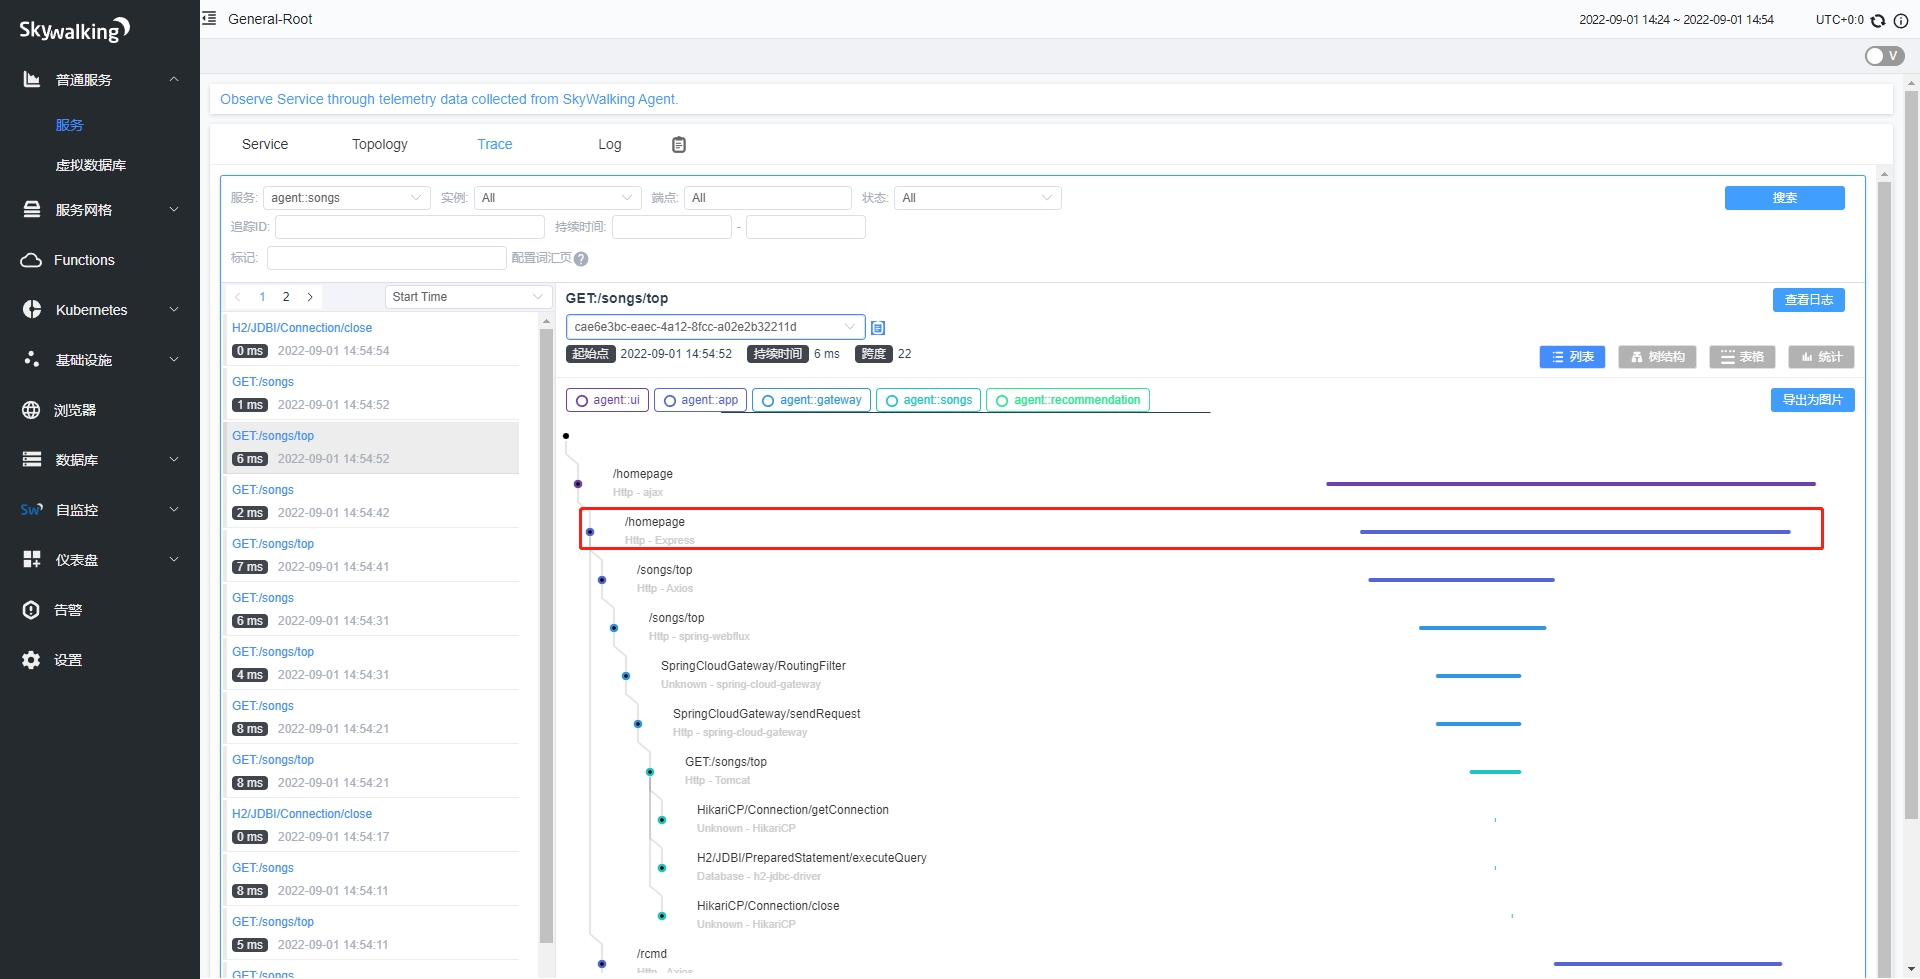 Skywalking
General-Root
2022-09-01 14:24 ~ 2022-09-01 14:54
UTC+0:0
V
普通服务
服务
虚拟数据库
服务网格
Functions
Kubernetes
基础设施
浏览器
数据库
Sw 自监控
仪表盘
告警
设置
Observe Service through telemetry data collected from SkyWalking Agent.
Service Topology Trace Log
服务: agent::songs 实例: All 端点: All 状态: All 搜索
追踪ID: 持续时间: -
标记: 配置词汇页 ?
1 2 Start Time
H2/JDBI/Connection/close
0 ms 2022-09-01 14:54:54
GET:/songs
1 ms 2022-09-01 14:54:52
GET:/songs/top
6 ms 2022-09-01 14:54:52
GET:/songs
2 ms 2022-09-01 14:54:42
GET:/songs/top
7 ms 2022-09-01 14:54:41
GET:/songs
6 ms 2022-09-01 14:54:31
GET:/songs/top
4 ms 2022-09-01 14:54:31
GET:/songs
8 ms 2022-09-01 14:54:21
GET:/songs/top
8 ms 2022-09-01 14:54:21
H2/JDBI/Connection/close
0 ms 2022-09-01 14:54:17
GET:/songs
8 ms 2022-09-01 14:54:11
GET:/songs/top
5 ms 2022-09-01 14:54:11
GET:/songs
GET:/songs/top 查看日志
cae6e3bc-eaec-4a12-8fcc-a02e2b32211d
起始点 2022-09-01 14:54:52 持续时间 6 ms 跨度 22
列表 树结构 表格 统计
agent::ui agent::app agent::gateway agent::songs agent::recommendation 导出为图片
/homepage
Http - ajax
/homepage
Http - Express
/songs/top
Http - Axios
/songs/top
Http - spring-webflux
SpringCloudGateway/RoutingFilter
Unknown - spring-cloud-gateway
SpringCloudGateway/sendRequest
Http - spring-cloud-gateway
GET:/songs/top
Http - Tomcat
HikariCP/Connection/getConnection
Unknown - HikariCP
H2/JDBI/PreparedStatement/executeQuery
Database - h2-jdbc-driver
HikariCP/Connection/close
Unknown - HikariCP
/rcmd
Http - Axios